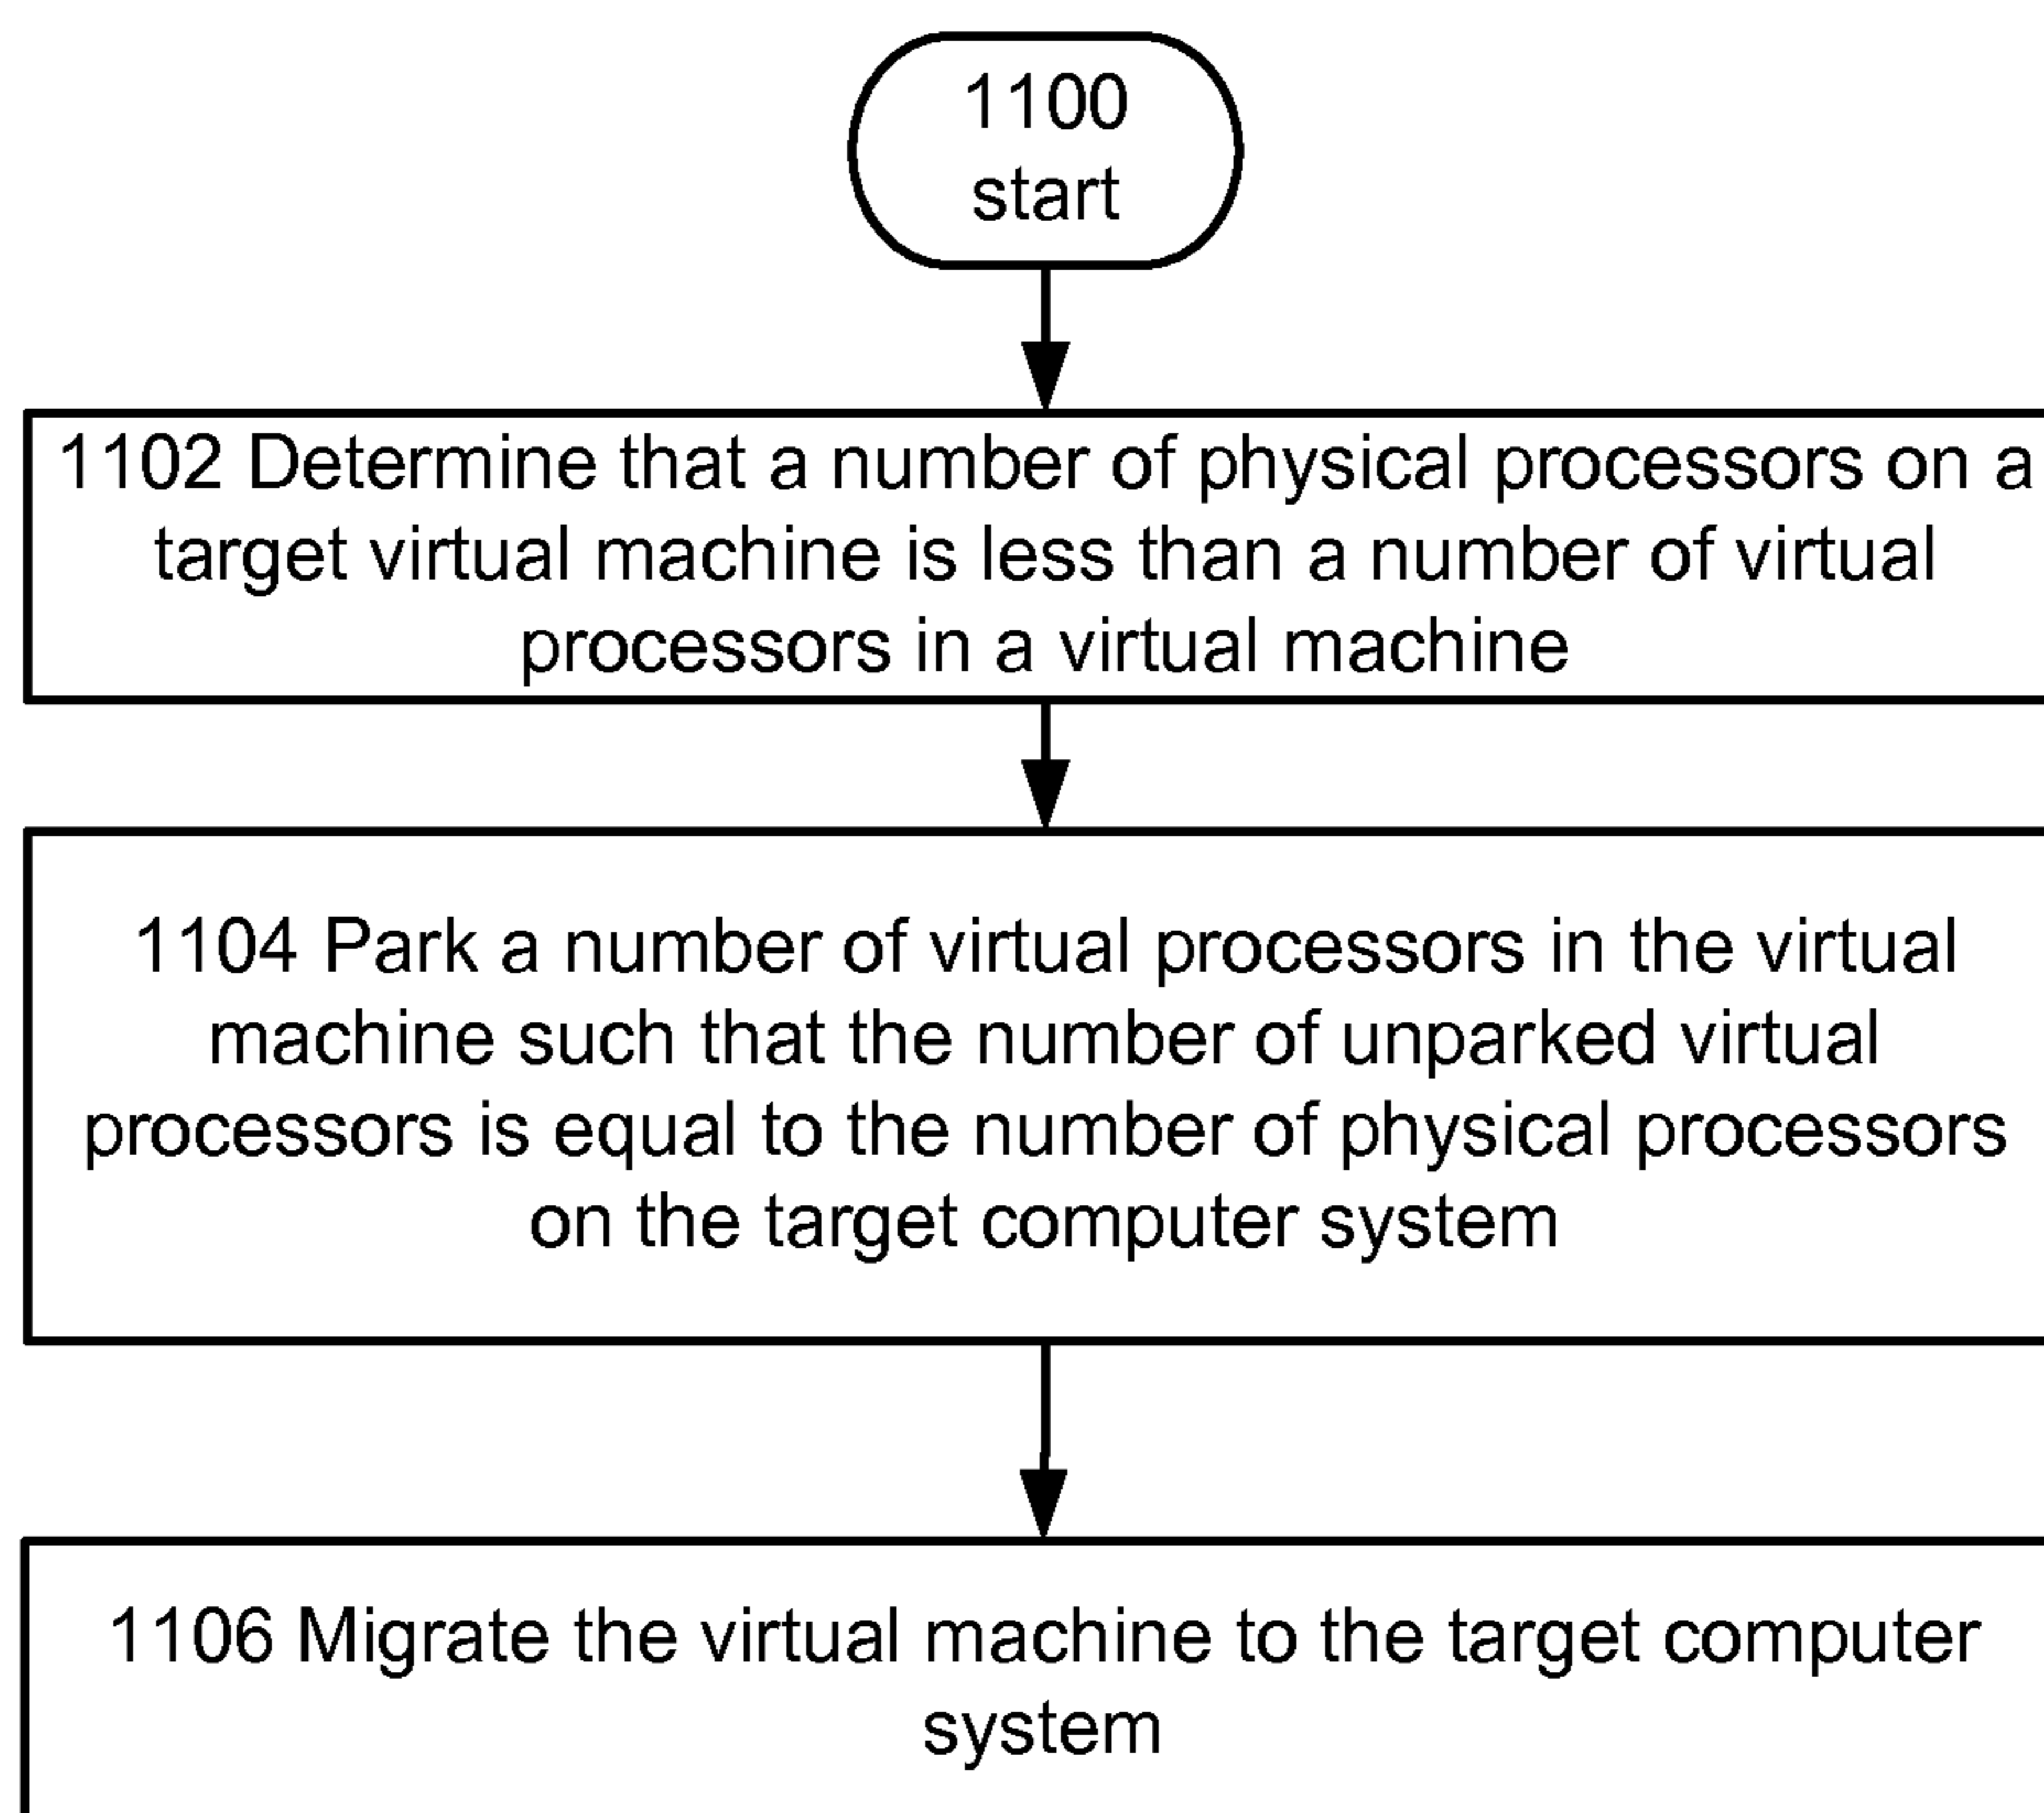 1100
start
1102 Determine that a number of physical processors on a
target virtual machine is less than a number of virtual
processors in a virtual machine
1104 Park a number of virtual processors in the virtual
machine such that the number of unparked virtual
processors is equal to the number of physical processors
on the target computer system
1106 Migrate the virtual machine to the target computer
system